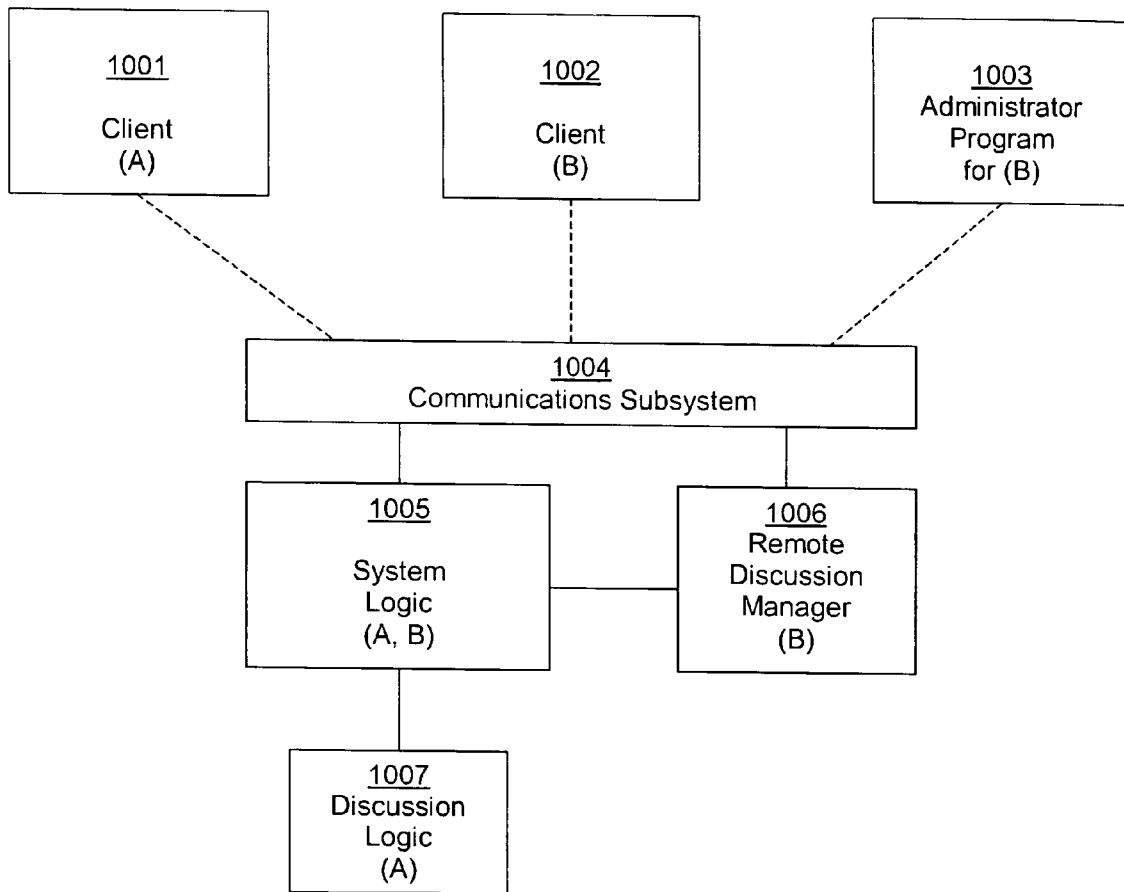 1001
Client
(A)
1002
Client
(B)
1003
Administrator
Program
for (B)
1004
Communications Subsystem
1005
System
Logic
(A, B)
1006
Remote
Discussion
Manager
(B)
1007
Discussion
Logic
(A)